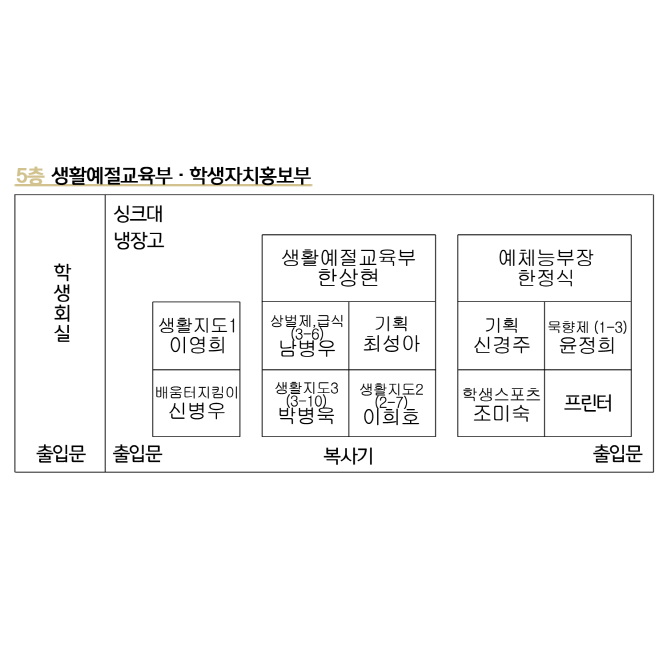 5층 생활예절교육부 · 학생자치홍보부
학생회실
출입문
싱크대
냉장고
생활지도1
이영희
배움터지킴이
신병우
출입문
생활예절교육부
한상현
상벌제,급식
(3-6)
남병우
기획
최성아
생활지도3
(3-10)
박병욱
생활지도2
(2-7)
이희호
복사기
예체능부장
한정식
기획
신경주
묵향제 (1-3)
윤정희
학생스포츠
조미숙
프린터
출입문